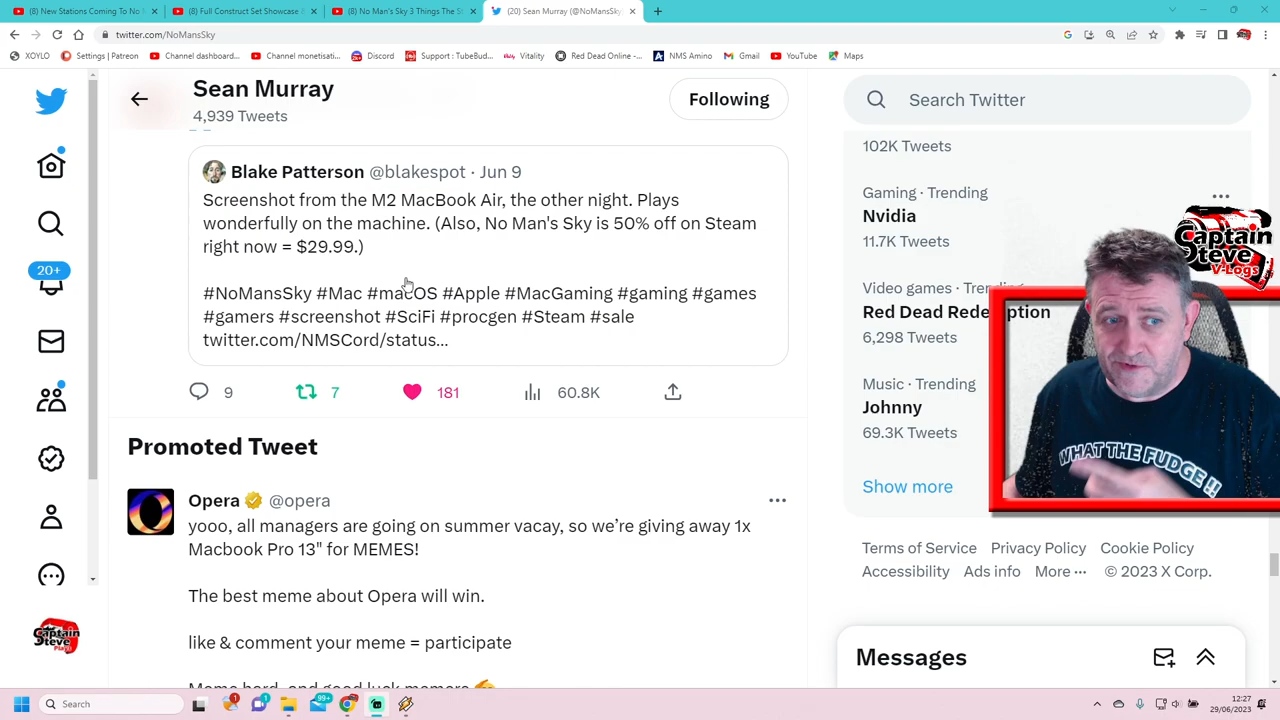 (8) New Stations Coming To No M
(8) Full Construct Set Showcase &
(8) No Man's Sky 3 Things The St
(20) Sean Murray (@NoMansSky
twitter.com/NoMansSky
XOYLO
Settings | Patreon
Channel dashboard...
Channel monetisati...
Discord
Support : TubeBud...
Vitality
Red Dead Online -...
NMS Amino
Gmail
YouTube
Maps
Sean Murray
4,939 Tweets
Following
Blake Patterson @blakespot · Jun 9
Screenshot from the M2 MacBook Air, the other night. Plays
wonderfully on the machine. (Also, No Man's Sky is 50% off on Steam
right now = $29.99.)
#NoMansSky #Mac #macOS #Apple #MacGaming #gaming #games
#gamers #screenshot #SciFi #procgen #Steam #sale
twitter.com/NMSCord/status...
9
7
181
60.8K
Promoted Tweet
Opera @opera
yooo, all managers are going on summer vacay, so we're giving away 1x
Macbook Pro 13" for MEMES!
The best meme about Opera will win.
like & comment your meme = participate
20+
Search Twitter
102K Tweets
Gaming · Trending
Nvidia
11.7K Tweets
Video games · Trending
Red Dead Redemption
6,298 Tweets
Music · Trending
Johnny
69.3K Tweets
Show more
Terms of Service Privacy Policy Cookie Policy
Accessibility Ads info More ··· © 2023 X Corp.
Messages
Captain
Steve
V-Logs
WHAT THE FUDGE !!
Captain
Steve
Plays
Search
1
1
99+
12:27
29/06/2023